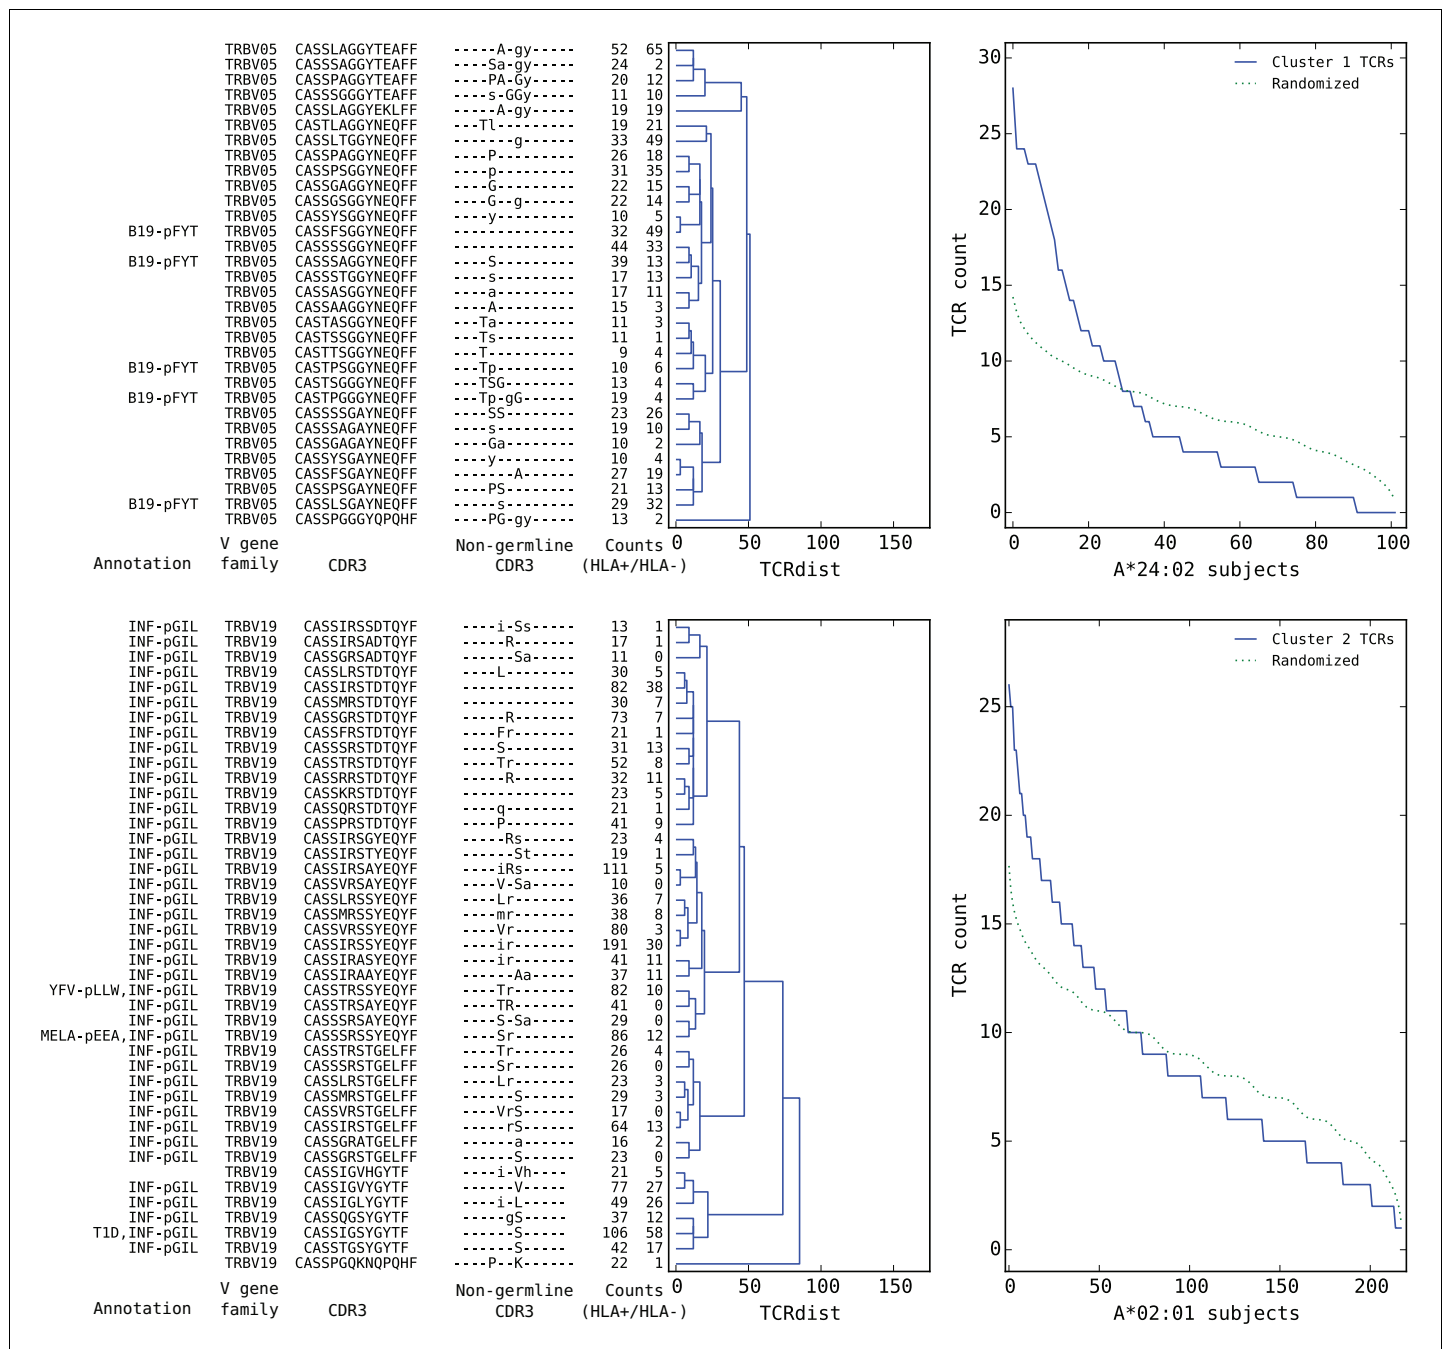 TRBV05 CASSLAGGYTEAFF -----A-gy----- 52 65
TRBV05 CASSSAGGYTEAFF ----Sa-gy----- 24 2
TRBV05 CASSPAGGYTEAFF ----PA-Gy----- 20 12
TRBV05 CASSSGGGYTEAFF ----s-GGy----- 11 10
TRBV05 CASSLAGGYEKLFF -----A-gy----- 19 19
TRBV05 CASTLAGGYNEQFF ---Tl--------- 19 21
TRBV05 CASSLTGGYNEQFF -------g------ 33 49
TRBV05 CASSPAGGYNEQFF ----P--------- 26 18
TRBV05 CASSPSGGYNEQFF ----p--------- 31 35
TRBV05 CASSGAGGYNEQFF ----G--------- 22 15
TRBV05 CASSGSGGYNEQFF ----G--g------ 22 14
TRBV05 CASSYSGGYNEQFF ----y--------- 10 5
B19-pFYT TRBV05 CASSFSGGYNEQFF -------------- 32 49
TRBV05 CASSSSGGYNEQFF -------------- 44 33
B19-pFYT TRBV05 CASSSAGGYNEQFF ----S--------- 39 13
TRBV05 CASSSTGGYNEQFF ----s--------- 17 13
TRBV05 CASSASGGYNEQFF ----a--------- 17 11
TRBV05 CASSAAGGYNEQFF ----A--------- 15 3
TRBV05 CASTASGGYNEQFF ---Ta--------- 11 3
TRBV05 CASTSSGGYNEQFF ---Ts--------- 11 1
TRBV05 CASTTSGGYNEQFF ---T---------- 9 4
B19-pFYT TRBV05 CASTPSGGYNEQFF ---Tp--------- 10 6
TRBV05 CASTSGGGYNEQFF ---TSG-------- 13 4
B19-pFYT TRBV05 CASTPGGGYNEQFF ---Tp-gG------ 19 4
TRBV05 CASSSSGAYNEQFF ----SS-------- 23 26
TRBV05 CASSSAGAYNEQFF ----s--------- 19 10
TRBV05 CASSGAGAYNEQFF ----Ga-------- 10 2
TRBV05 CASSYSGAYNEQFF ----y--------- 10 4
TRBV05 CASSFSGAYNEQFF -------A------ 27 19
TRBV05 CASSPSGAYNEQFF ----PS-------- 21 13
B19-pFYT TRBV05 CASSLSGAYNEQFF -----s-------- 29 32
TRBV05 CASSPGGGYQPQHF ----PG-gy----- 13 2
Annotation V gene family CDR3 Non-germline CDR3 Counts (HLA+/HLA-)
0 50 100 150
TCRdist
Cluster 1 TCRs
Randomized
30
25
20
15
10
5
0
TCR count
0 20 40 60 80 100
A*24:02 subjects
INF-pGIL TRBV19 CASSIRSSDTQYF ----i-Ss----- 13 1
INF-pGIL TRBV19 CASSIRSADTQYF -----R------- 17 1
INF-pGIL TRBV19 CASSGRSADTQYF ------Sa----- 11 0
INF-pGIL TRBV19 CASSLRSTDTQYF ----L-------- 30 5
INF-pGIL TRBV19 CASSIRSTDTQYF ------------- 82 38
INF-pGIL TRBV19 CASSMRSTDTQYF ------------- 30 7
INF-pGIL TRBV19 CASSGRSTDTQYF -----R------- 73 7
INF-pGIL TRBV19 CASSFRSTDTQYF ----Fr------- 21 1
INF-pGIL TRBV19 CASSSRSTDTQYF ----S-------- 31 13
INF-pGIL TRBV19 CASSTRSTDTQYF ----Tr------- 52 8
INF-pGIL TRBV19 CASSRRSTDTQYF -----R------- 32 11
INF-pGIL TRBV19 CASSKRSTDTQYF ------------- 23 5
INF-pGIL TRBV19 CASSQRSTDTQYF ----q-------- 21 1
INF-pGIL TRBV19 CASSPRSTDTQYF ----P-------- 41 9
INF-pGIL TRBV19 CASSIRSGYEQYF -----Rs------ 23 4
INF-pGIL TRBV19 CASSIRSTYEQYF ------St----- 19 1
INF-pGIL TRBV19 CASSIRSAYEQYF ----iRs------ 111 5
INF-pGIL TRBV19 CASSVRSAYEQYF ----V-Sa----- 10 0
INF-pGIL TRBV19 CASSLRSSYEQYF ----Lr------- 36 7
INF-pGIL TRBV19 CASSMRSSYEQYF ----mr------- 38 8
INF-pGIL TRBV19 CASSVRSSYEQYF ----Vr------- 80 3
INF-pGIL TRBV19 CASSIRSSYEQYF ----ir------- 191 30
INF-pGIL TRBV19 CASSIRASYEQYF ----ir------- 41 11
INF-pGIL TRBV19 CASSIRAAYEQYF ------Aa----- 37 11
YFV-pLLW,INF-pGIL TRBV19 CASSTRSSYEQYF ----Tr------- 82 10
INF-pGIL TRBV19 CASSTRSAYEQYF ----TR------- 41 0
INF-pGIL TRBV19 CASSSRSAYEQYF ----S-Sa----- 29 0
MELA-pEEA,INF-pGIL TRBV19 CASSSRSSYEQYF ----Sr------- 86 12
INF-pGIL TRBV19 CASSTRSTGELFF ----Tr------- 26 4
INF-pGIL TRBV19 CASSSRSTGELFF ----Sr------- 26 0
INF-pGIL TRBV19 CASSLRSTGELFF ----Lr------- 23 3
INF-pGIL TRBV19 CASSMRSTGELFF ------S------ 29 3
INF-pGIL TRBV19 CASSVRSTGELFF ----VrS------ 17 0
INF-pGIL TRBV19 CASSIRSTGELFF -----rS------ 64 13
INF-pGIL TRBV19 CASSGRATGELFF ------a------ 16 2
INF-pGIL TRBV19 CASSGRSTGELFF ------S------ 23 0
TRBV19 CASSIGVHGYTF ----i-Vh---- 21 5
INF-pGIL TRBV19 CASSIGVYGYTF ------V----- 77 27
INF-pGIL TRBV19 CASSIGLYGYTF ----i-L----- 49 26
INF-pGIL TRBV19 CASSQGSYGYTF -----gS----- 37 12
T1D,INF-pGIL TRBV19 CASSIGSYGYTF ------S----- 106 58
INF-pGIL TRBV19 CASSTGSYGYTF ------S----- 42 17
TRBV19 CASSPGQKNQPQHF ----P--K------ 22 1
Annotation V gene family CDR3 Non-germline CDR3 Counts (HLA+/HLA-)
0 50 100 150
TCRdist
Cluster 2 TCRs
Randomized
25
20
15
10
5
0
TCR count
0 50 100 150 200
A*02:01 subjects